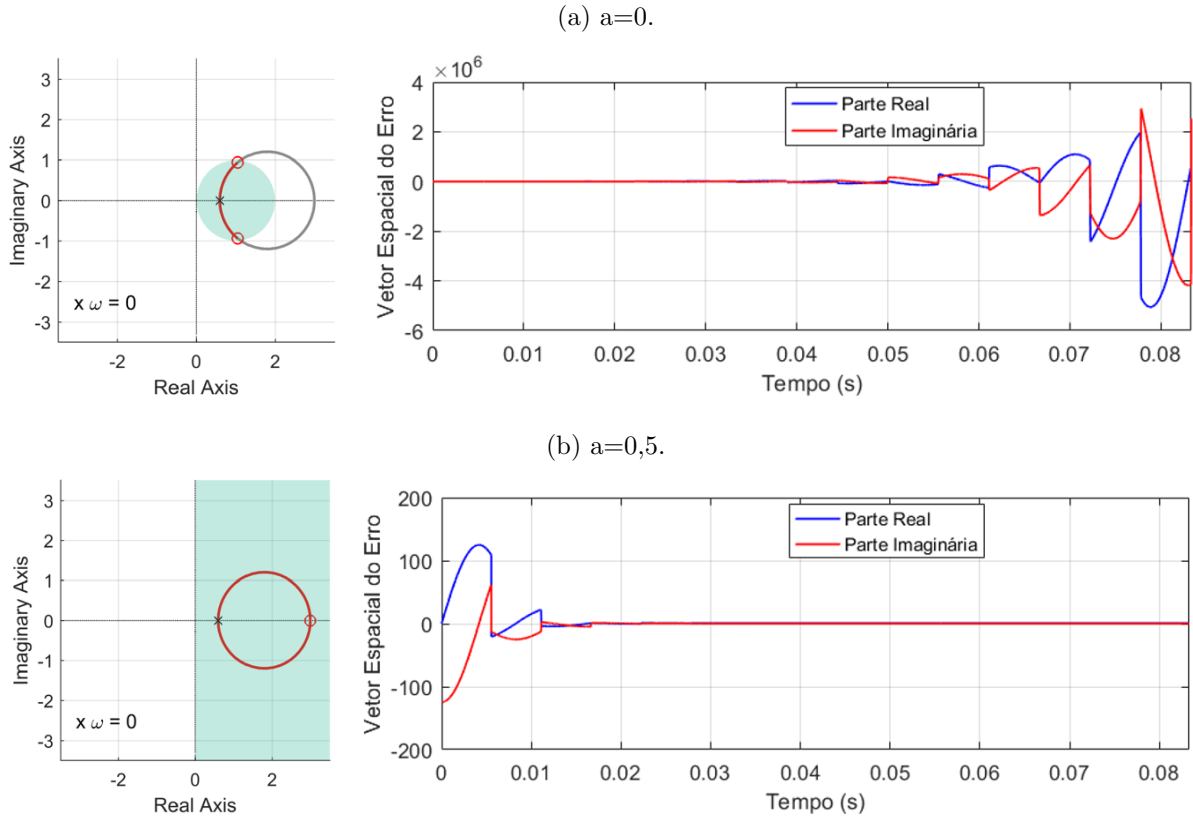 (a) a=0.
× 10⁶
4
2
0
-2
-4
-6
Vetor Espacial do Erro
Parte Real
Parte Imaginária
0 0.01 0.02 0.03 0.04 0.05 0.06 0.07 0.08
Tempo (s)
3
2
1
0
-1
-2
-3
Imaginary Axis
x ω = 0
-2 0 2
Real Axis
(b) a=0,5.
3
2
1
0
-1
-2
-3
Imaginary Axis
x ω = 0
-2 0 2
Real Axis
200
100
0
-100
-200
Vetor Espacial do Erro
Parte Real
Parte Imaginária
0 0.01 0.02 0.03 0.04 0.05 0.06 0.07 0.08
Tempo (s)